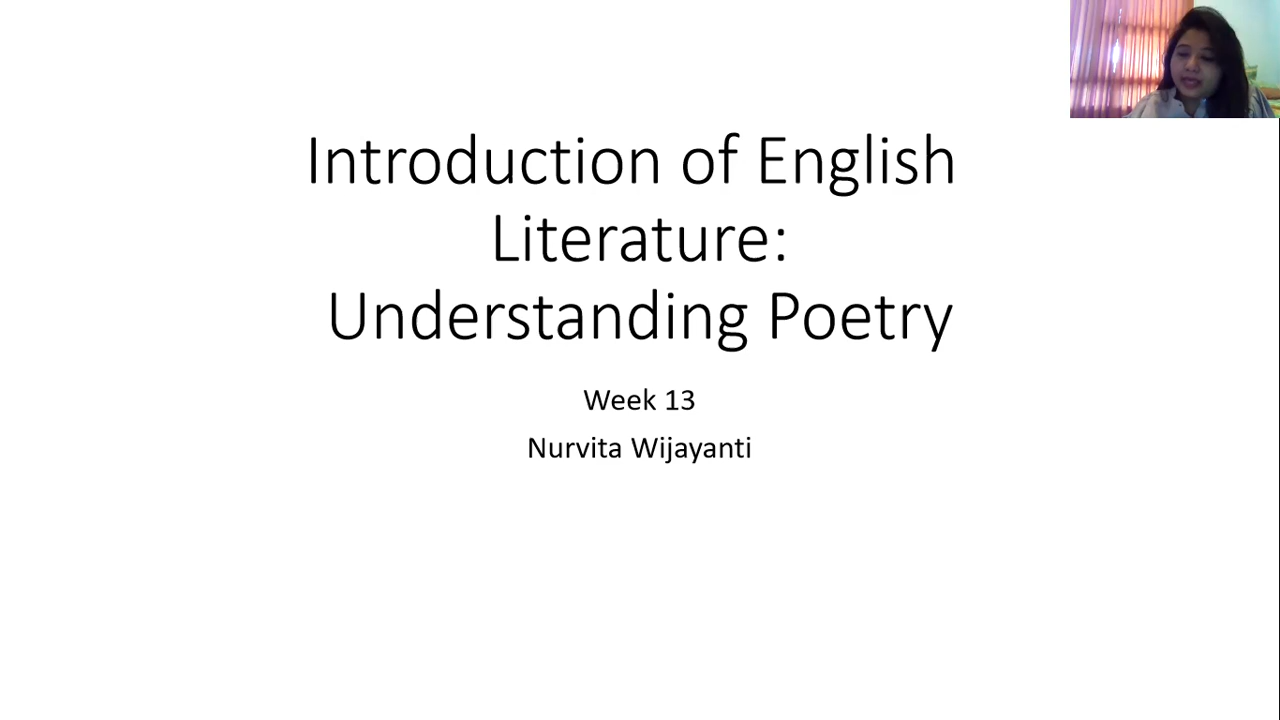 Introduction of English
Literature:
Understanding Poetry
Week 13
Nurvita Wijayanti